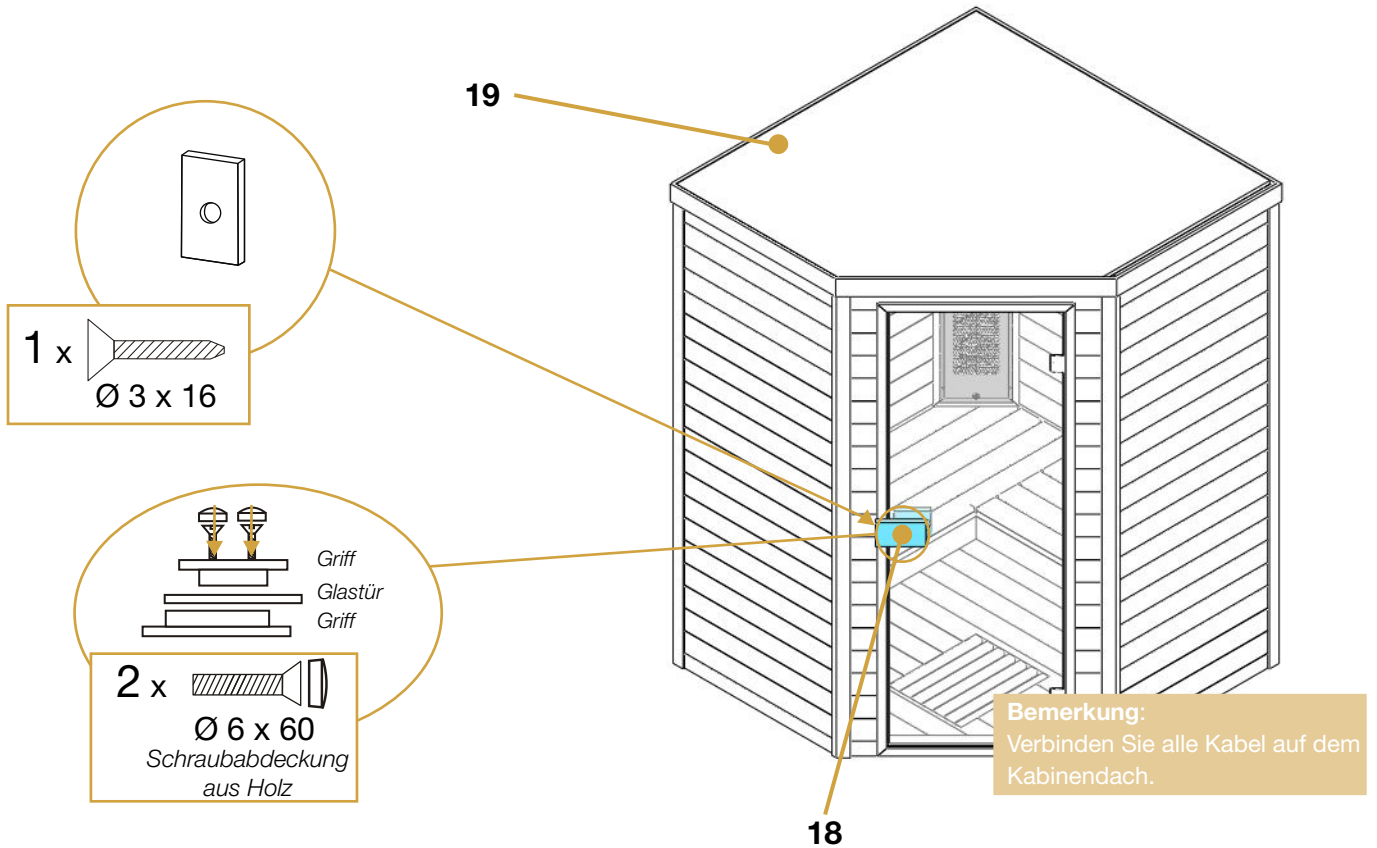 19
1 x
Ø 3 x 16
Griff
Glastür
Griff
2 x
Ø 6 x 60
Schraubabdeckung
aus Holz
Bemerkung:
Verbinden Sie alle Kabel auf dem
Kabinendach.
18